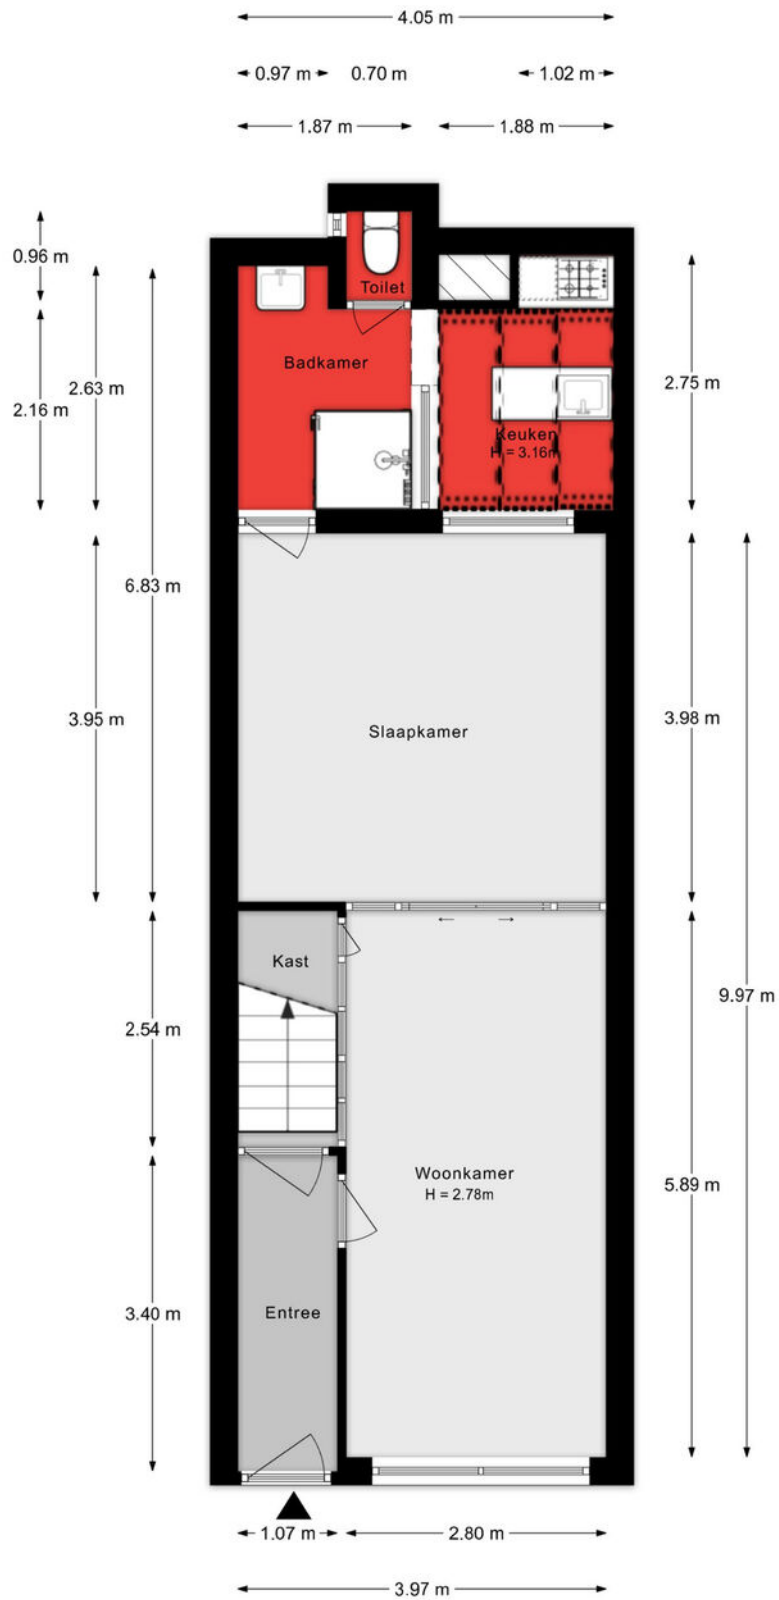 4.05 m
0.97 m 0.70 m 1.02 m
1.87 m 1.88 m
0.96 m
Toilet
Badkamer
2.63 m
2.75 m
2.16 m
Keuken
H = 3.16m
6.83 m
3.95 m
3.98 m
Slaapkamer
Kast
9.97 m
2.54 m
Woonkamer
5.89 m
H = 2.78m
3.40 m
Entree
1.07 m 2.80 m
3.97 m